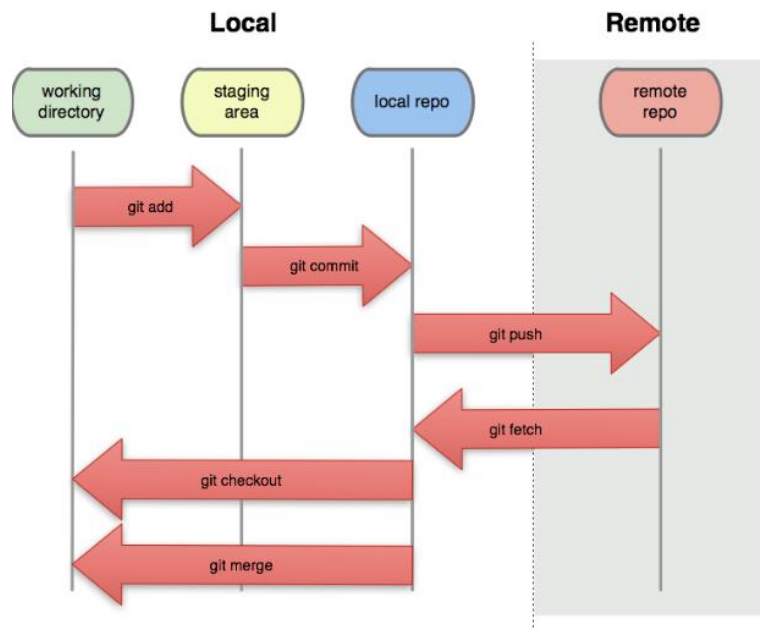 Local
Remote
working
directory
staging
area
local repo
remote
repo
git add
git commit
git push
git fetch
git checkout
git merge